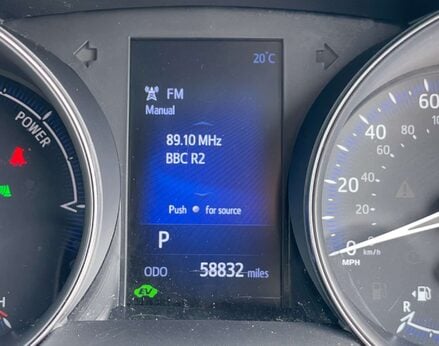 20°C
FM
Manual
89.10 MHz
BBC R2
Push for source
P
ODO 58832 miles
EV
POWER
H
0 20 40 60
20 40 60 80 100
MPH
km/h
R